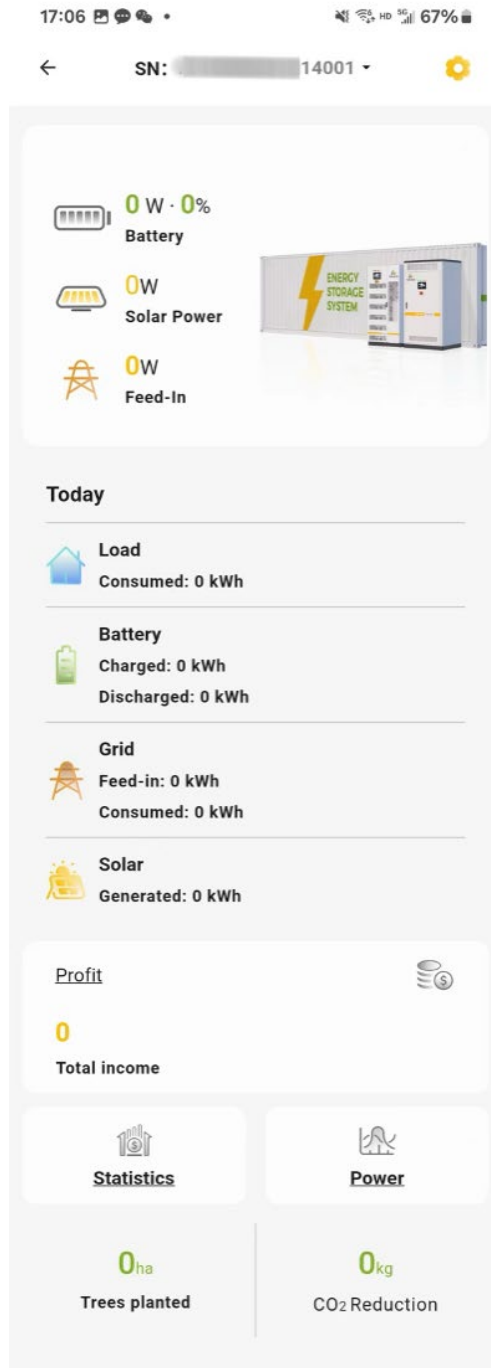 17:06 HD 5G 67%
SN: 14001
0 W · 0%
Battery
0W
Solar Power
0W
Feed-In
ENERGY
STORAGE
SYSTEM
Today
Load
Consumed: 0 kWh
Battery
Charged: 0 kWh
Discharged: 0 kWh
Grid
Feed-in: 0 kWh
Consumed: 0 kWh
Solar
Generated: 0 kWh
Profit
0
Total income
Statistics
Power
0ha
Trees planted
0kg
CO2 Reduction